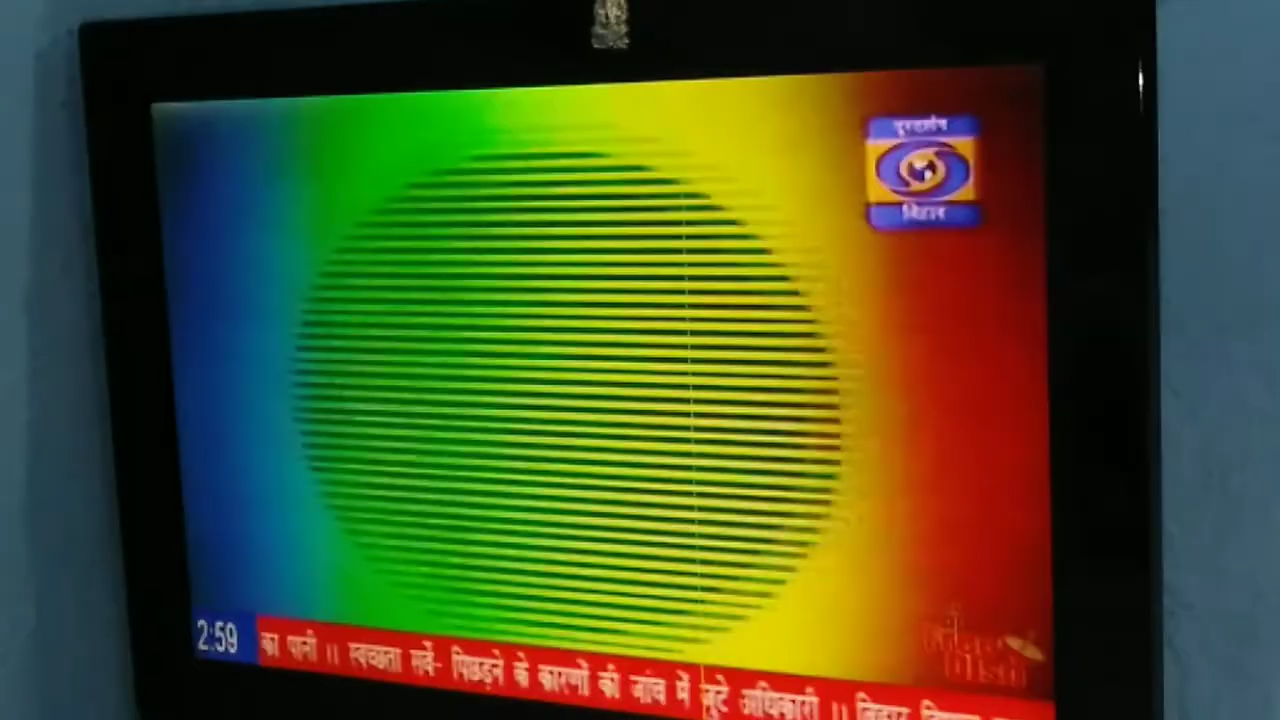 दूरदर्शन
बिहार
2:59
का पानी ।। स्वच्छता सर्वे- पिछड़ने के कारणों की जांच में जुटे अधिकारी ।। बिहार